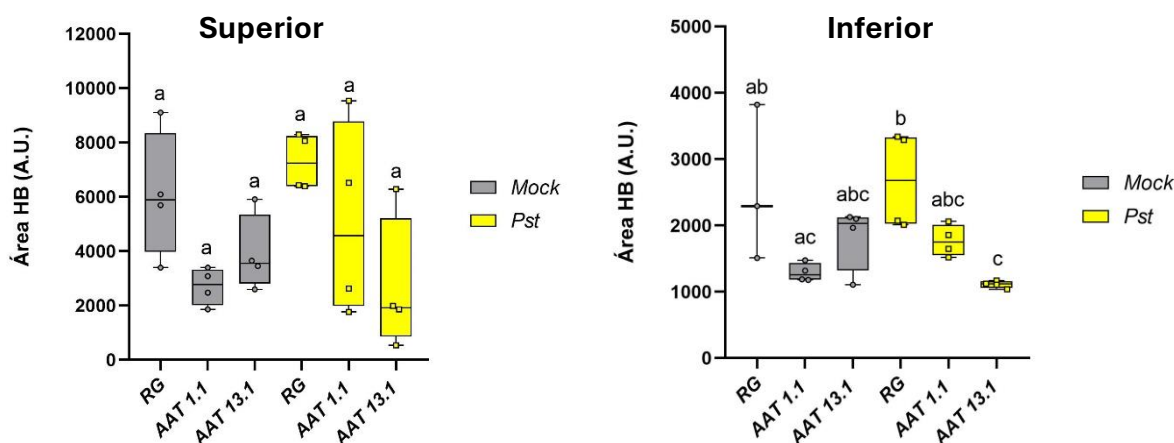 Superior
Área HB (A.U.)
12000
10000
8000
6000
4000
2000
0
a
a
a
a
a
a
RG
AAT 1.1
AAT 13.1
RG
AAT 1.1
AAT 13.1
Mock
Pst
Inferior
Área HB (A.U.)
5000
4000
3000
2000
1000
0
ab
ac
abc
b
abc
c
RG
AAT 1.1
AAT 13.1
RG
AAT 1.1
AAT 13.1
Mock
Pst